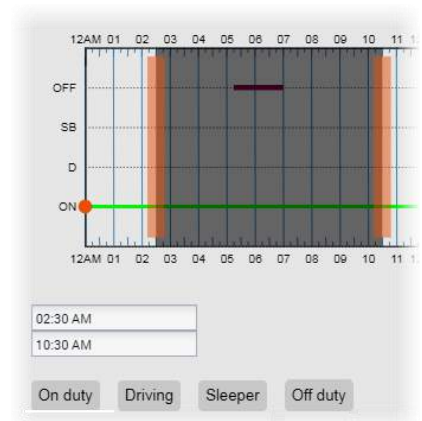 12AM 01 02 03 04 05 06 07 08 09 10 11
OFF
SB
D
ON
12AM 01 02 03 04 05 06 07 08 09 10 11
02:30 AM
10:30 AM
On duty Driving Sleeper Off duty